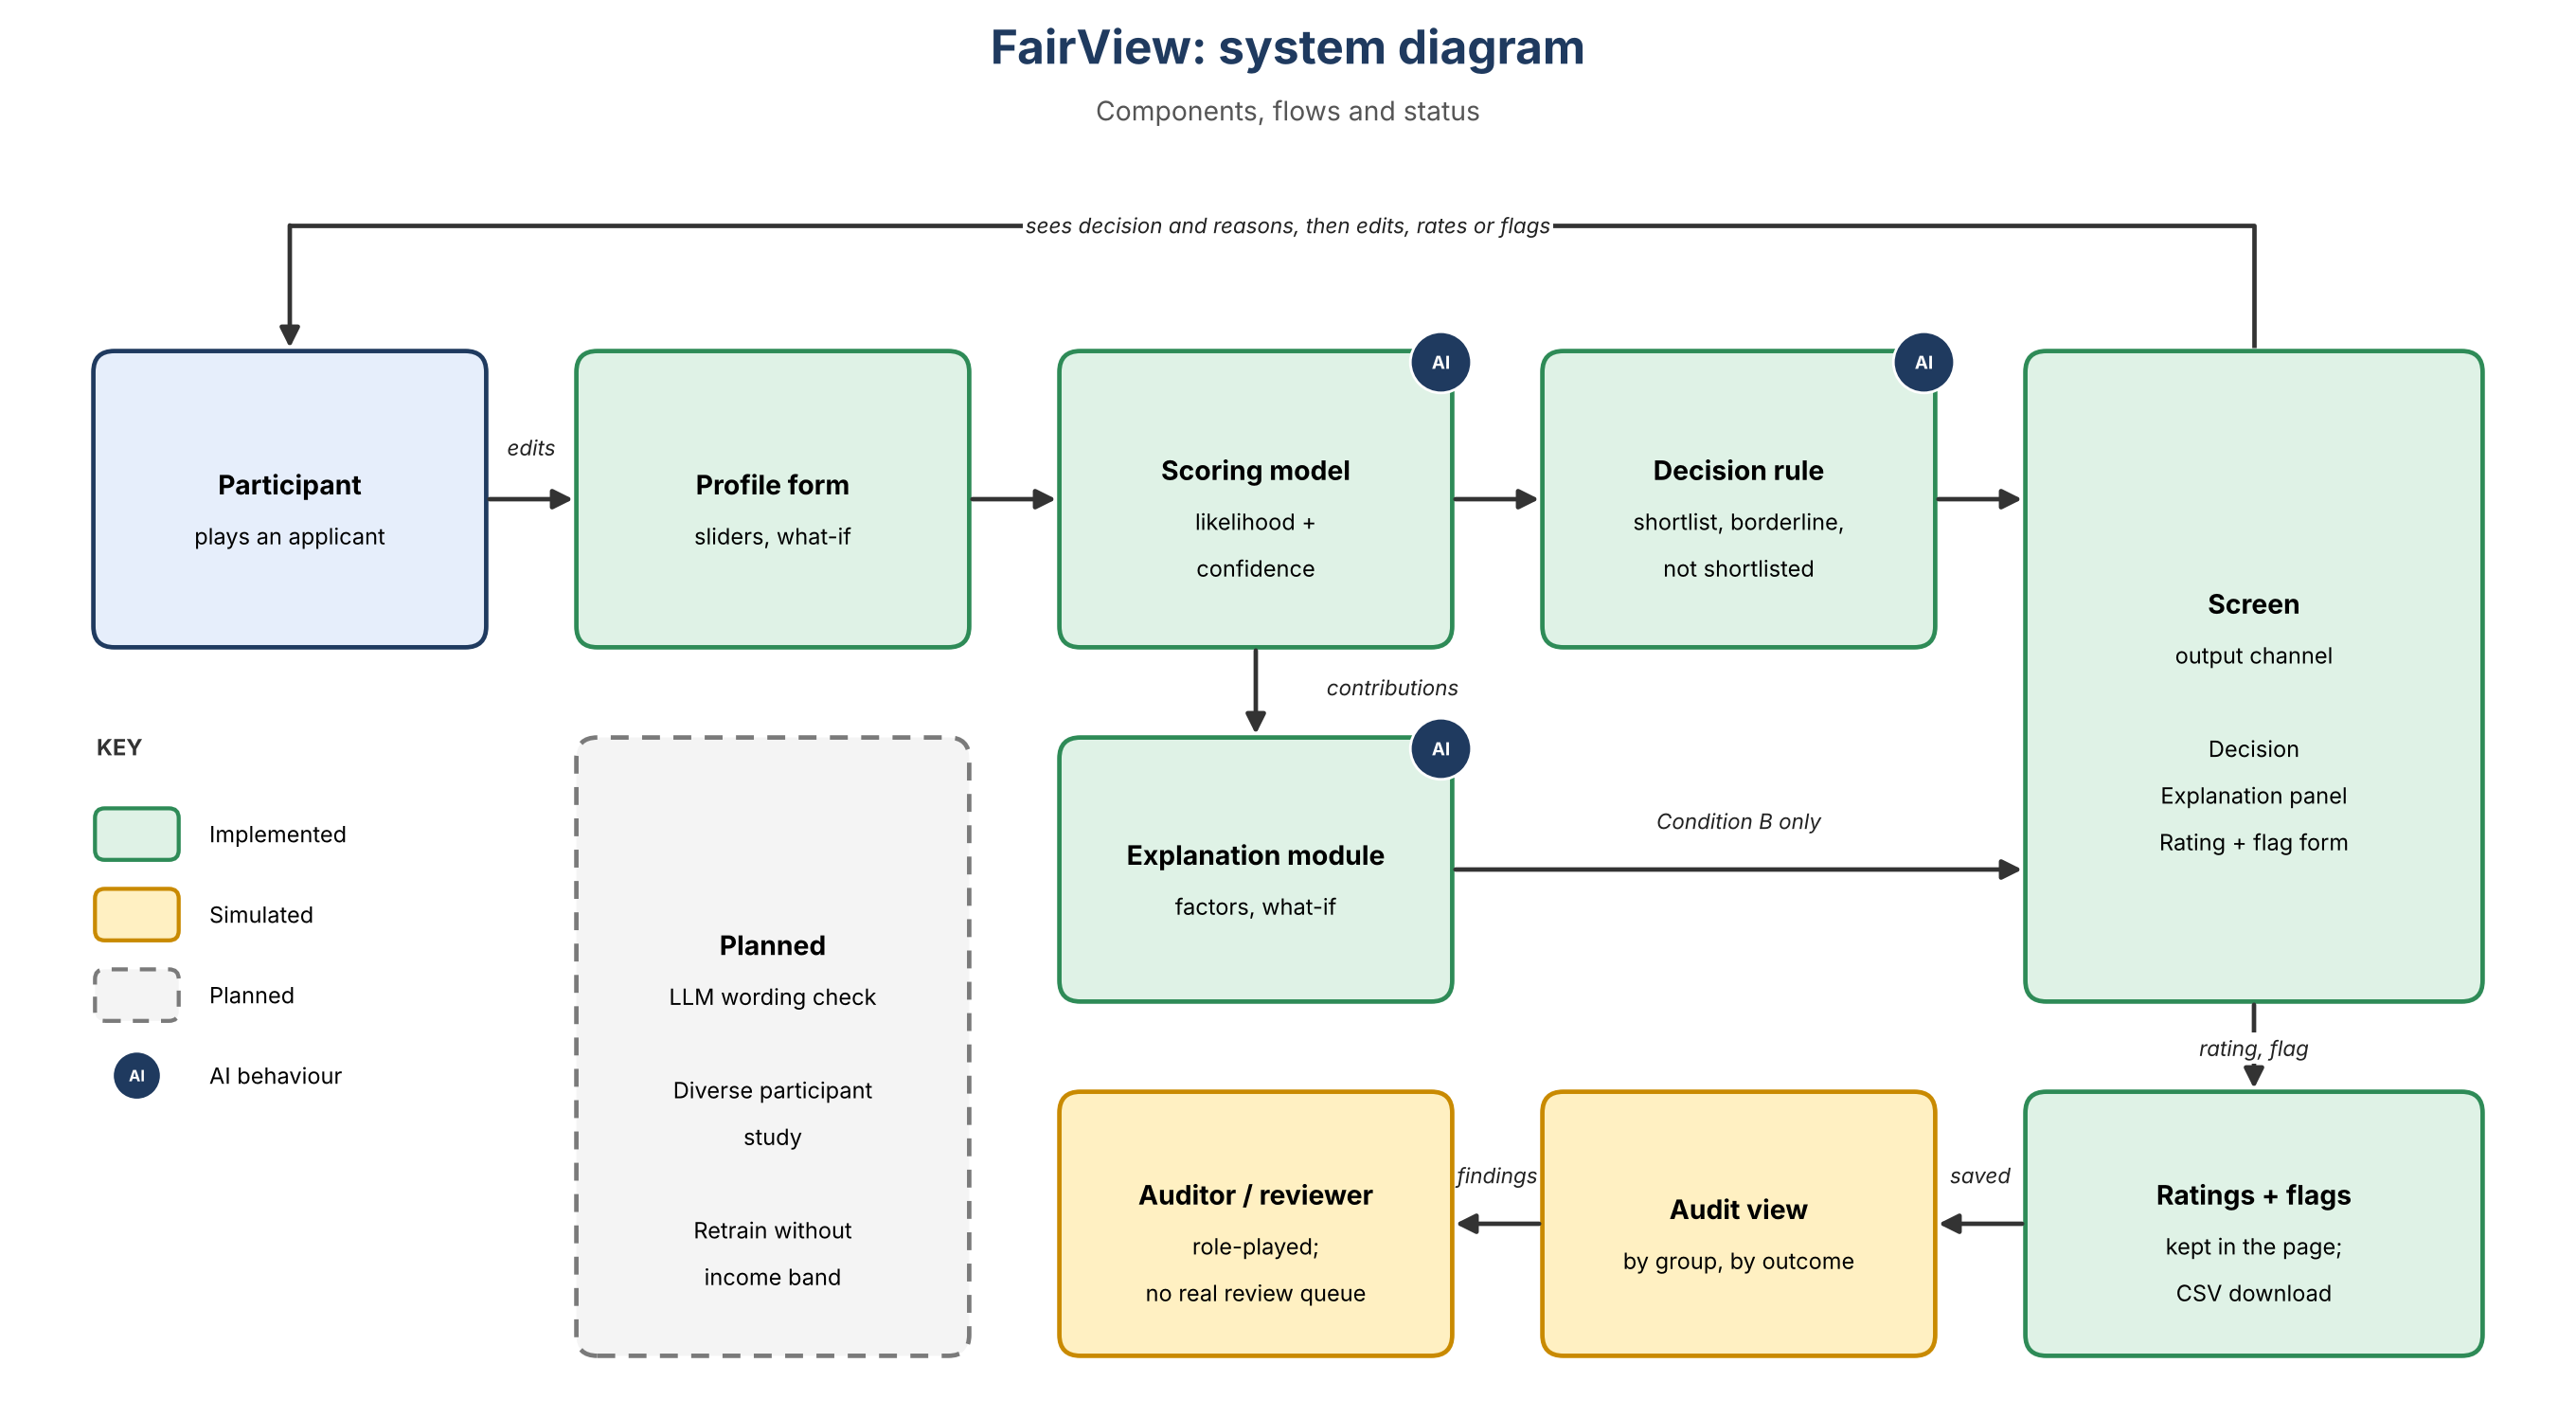 FairView: system diagram
Components, flows and status
sees decision and reasons, then edits, rates or flags
Participant
plays an applicant
edits
Profile form
sliders, what-if
AI
Scoring model
likelihood +
confidence
AI
Decision rule
shortlist, borderline,
not shortlisted
Screen
output channel
Decision
Explanation panel
Rating + flag form
contributions
KEY
Implemented
Simulated
Planned
AI
AI behaviour
Planned
LLM wording check
Diverse participant
study
Retrain without
income band
AI
Explanation module
factors, what-if
Condition B only
rating, flag
Auditor / reviewer
role-played;
no real review queue
findings
Audit view
by group, by outcome
saved
Ratings + flags
kept in the page;
CSV download